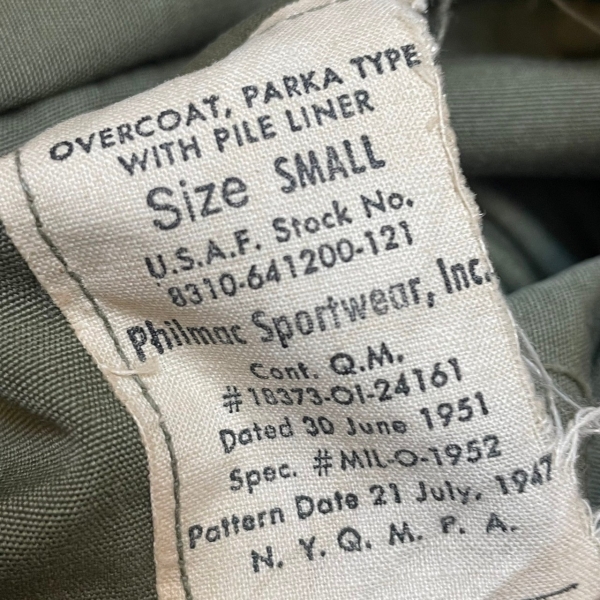 OVERCOAT, PARKA TYPE
WITH PILE LINER
Size SMALL
U.S.A.F. Stock No.
8310-641200-121
Philmac Sportwear, Inc.
Cont. Q.M.
#18373-OI-24161
Dated 30 June 1951
Spec. #MIL-O-1952
Pattern Date 21 July, 1947
N. Y. Q. M. P. A.